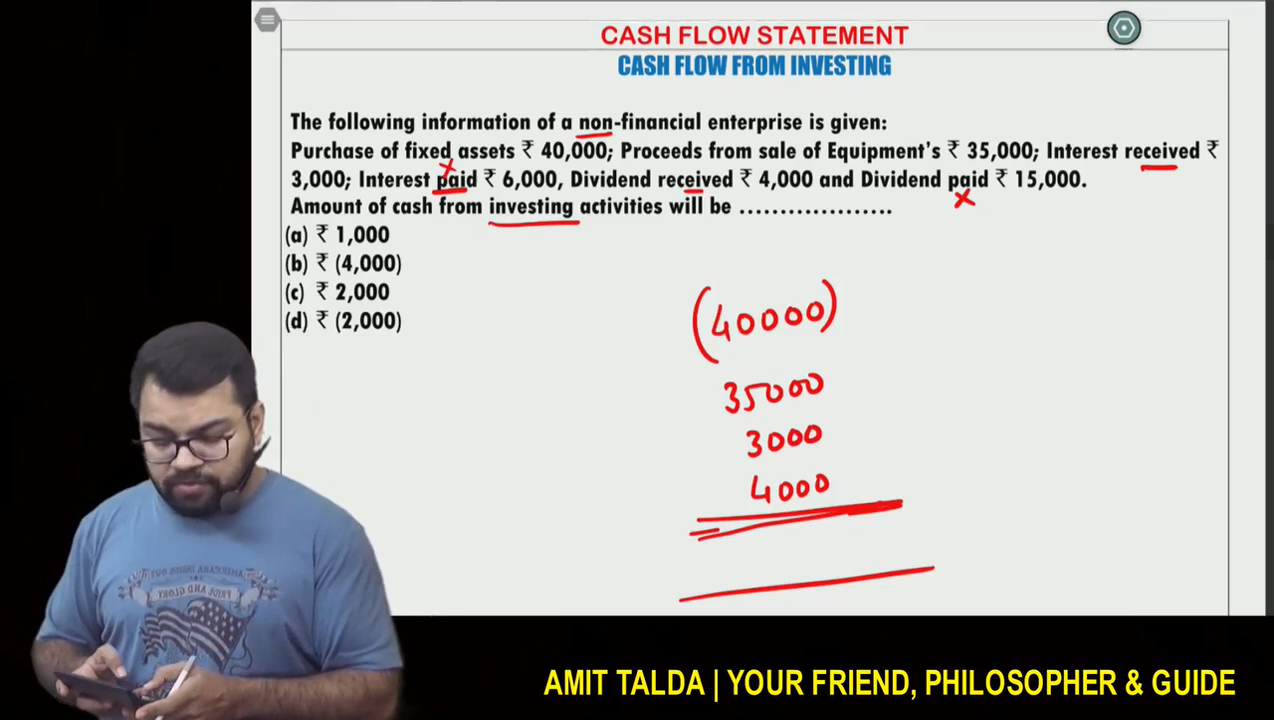 CASH FLOW STATEMENT
CASH FLOW FROM INVESTING
The following information of a non-financial enterprise is given:
Purchase of fixed assets ₹ 40,000; Proceeds from sale of Equipment's ₹ 35,000; Interest received ₹
3,000; Interest paid ₹ 6,000, Dividend received ₹ 4,000 and Dividend paid ₹ 15,000.
Amount of cash from investing activities will be ....................
(a) ₹ 1,000
(b) ₹ (4,000)
(c) ₹ 2,000
(d) ₹ (2,000)
(40000)
35000
3000
4000
PRIDE AND GLORY
AMIT TALDA | YOUR FRIEND, PHILOSOPHER & GUIDE